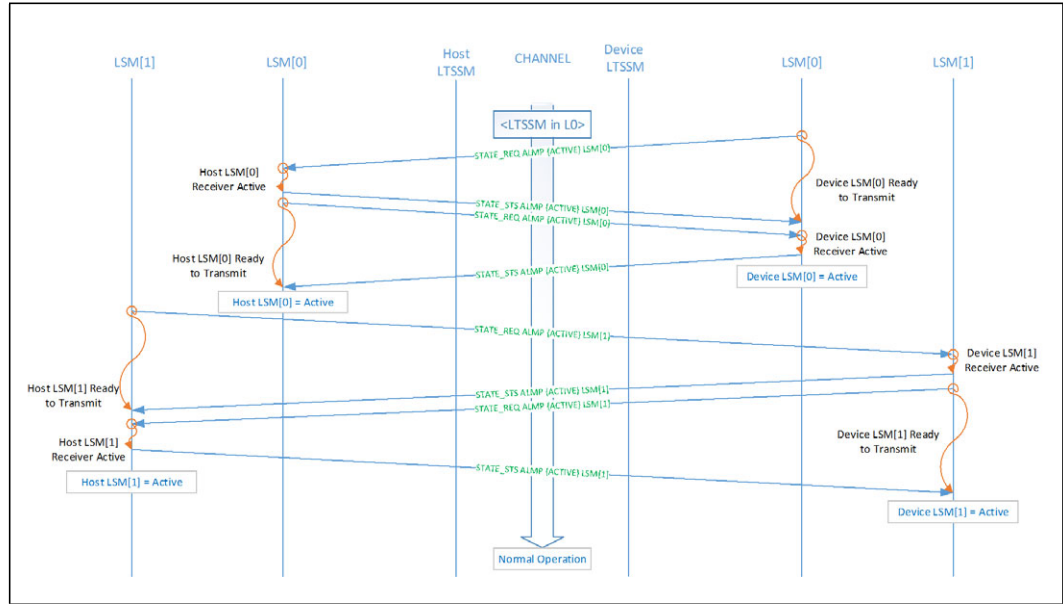 LSM[1]
LSM[0]
Host
LTSSM
CHANNEL
Device
LTSSM
LSM[0]
LSM[1]
<LTSSM in L0>
STATE_REQ ALMP (ACTIVE) LSM[0]
Host LSM[0]
Receiver Active
Device LSM[0] Ready
to Transmit
STATE_STS ALMP (ACTIVE) LSM[0]
STATE_REQ ALMP (ACTIVE) LSM[0]
Device LSM[0]
Receiver Active
Host LSM[0] Ready
to Transmit
STATE_STS ALMP (ACTIVE) LSM[0]
Device LSM[0] = Active
Host LSM[0] = Active
STATE_REQ ALMP (ACTIVE) LSM[1]
Device LSM[1]
Receiver Active
Host LSM[1] Ready
to Transmit
STATE_STS ALMP (ACTIVE) LSM[1]
STATE_REQ ALMP (ACTIVE) LSM[1]
Host LSM[1]
Receiver Active
Device LSM[1] Ready
to Transmit
STATE_STS ALMP (ACTIVE) LSM[1]
Host LSM[1] = Active
Device LSM[1] = Active
Normal Operation